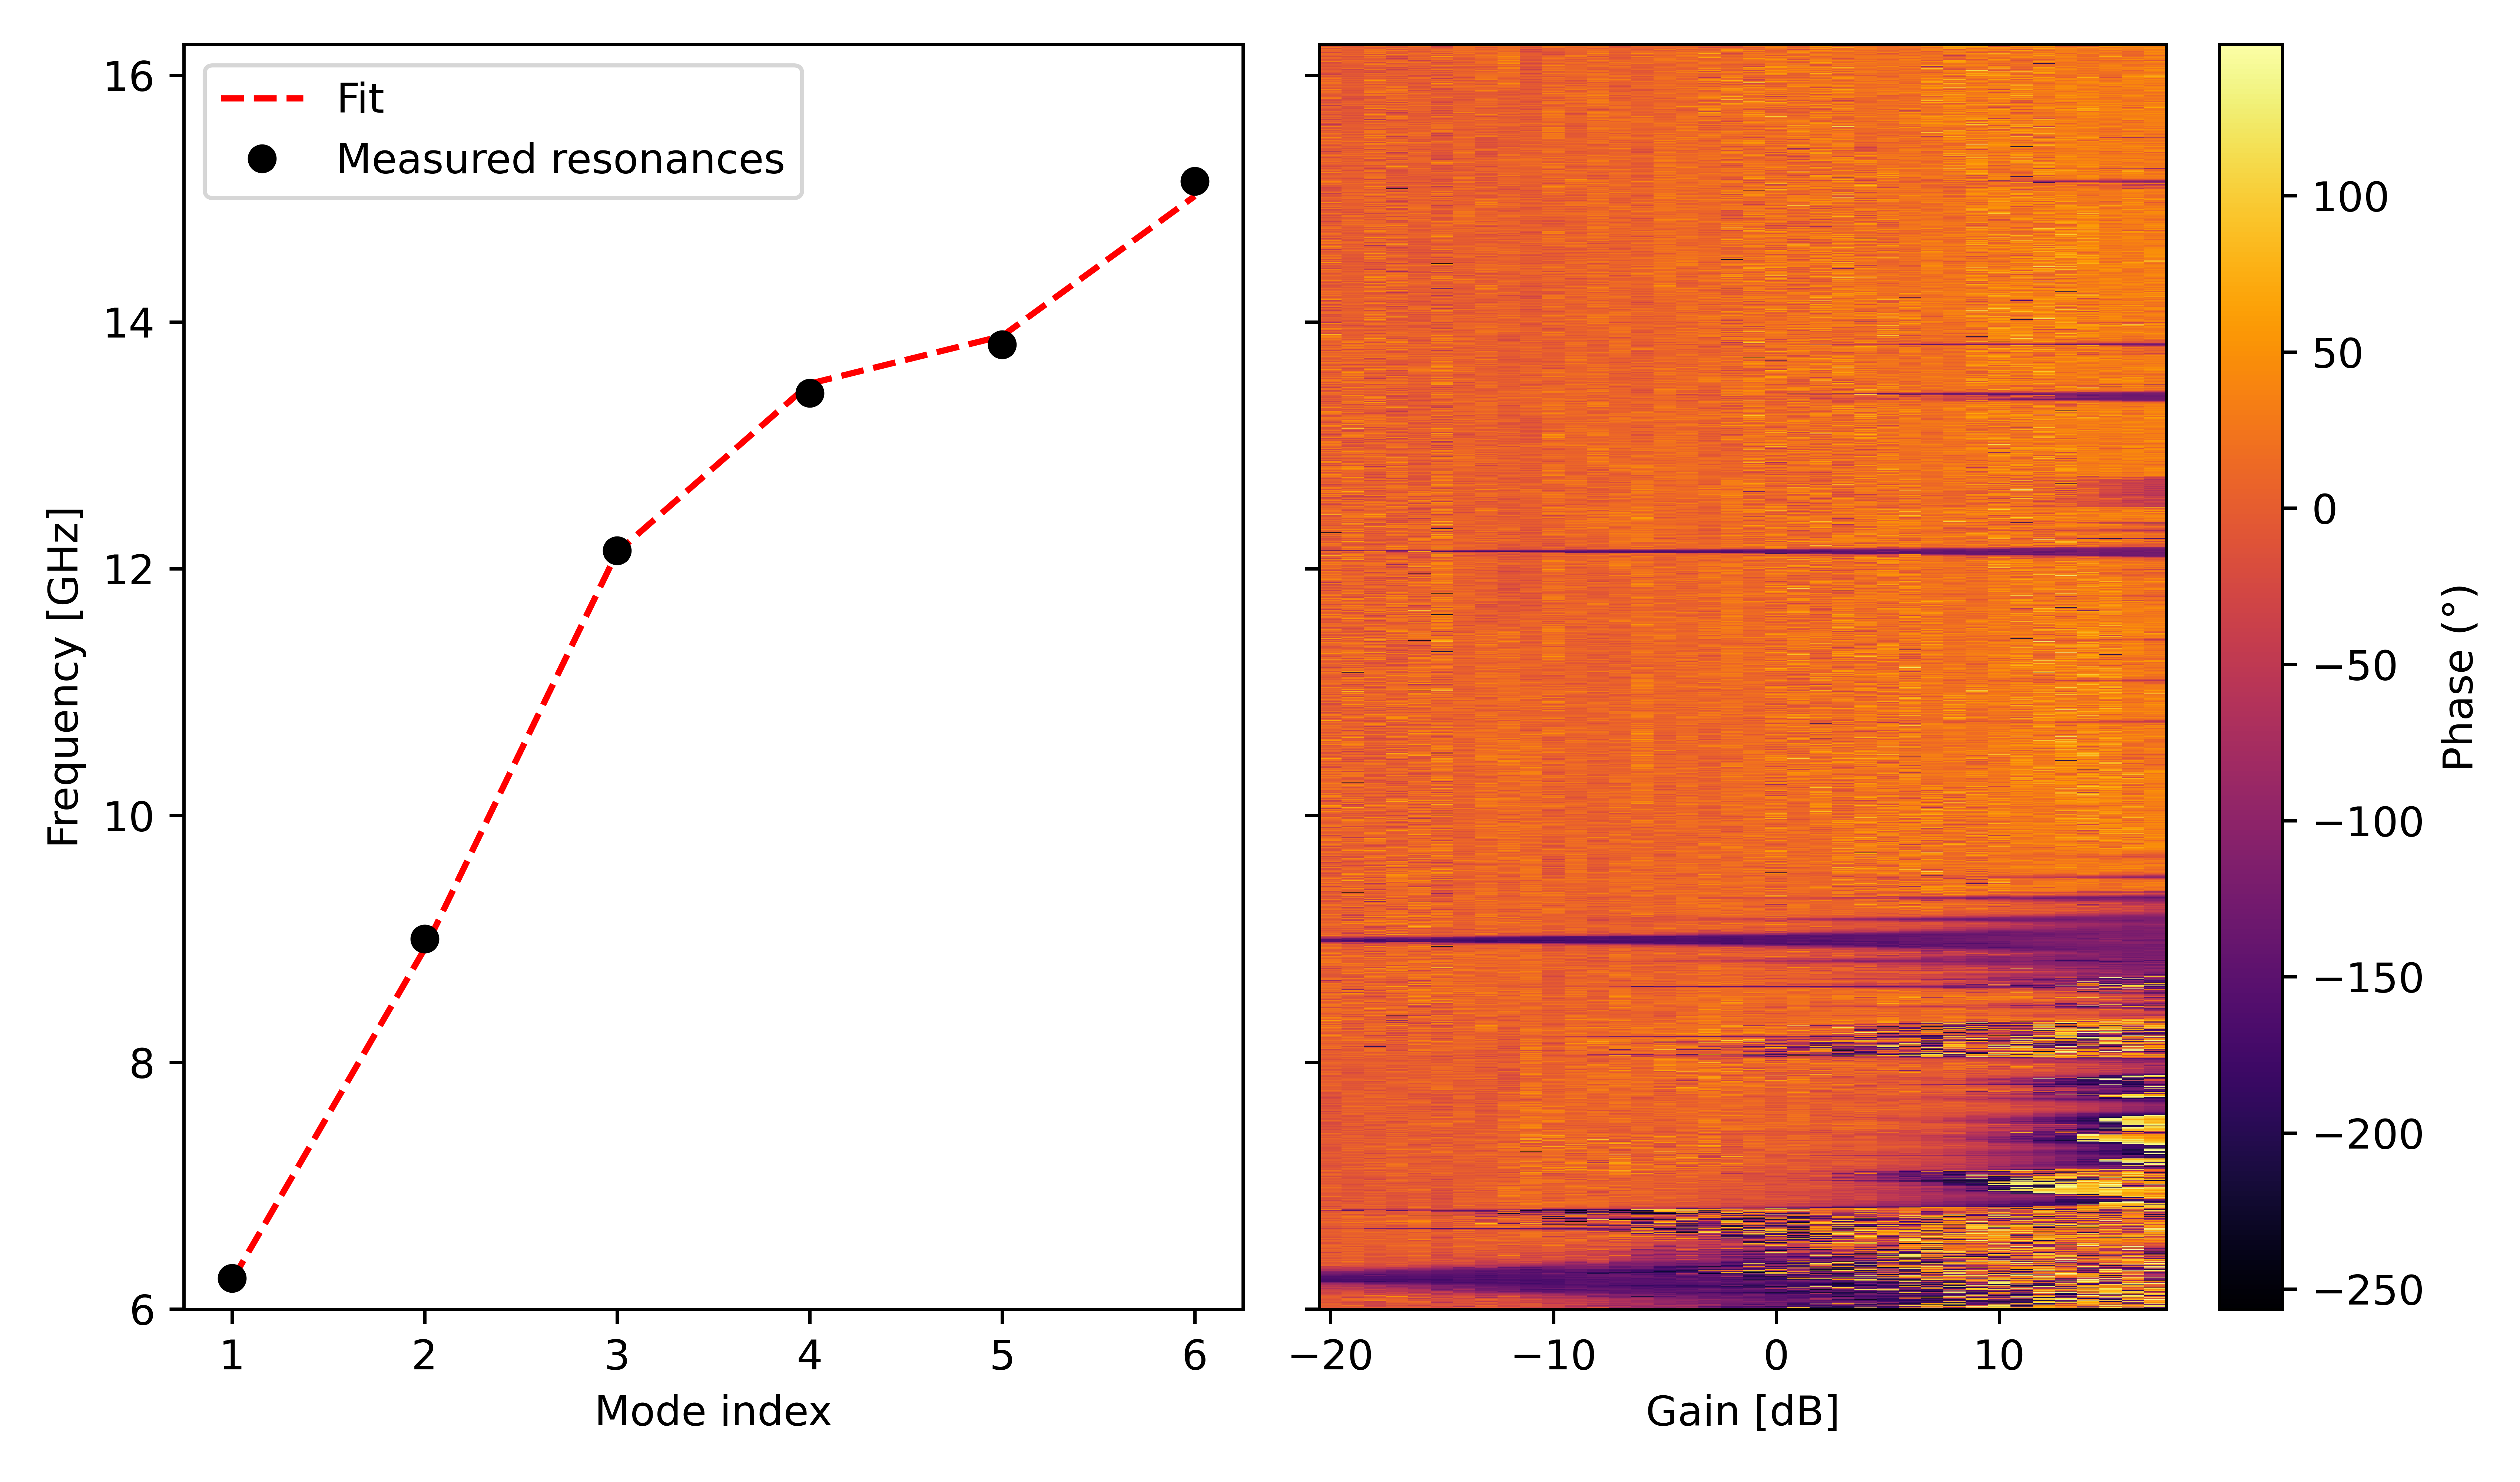 Fit
Measured resonances
16
14
12
10
8
6
Frequency [GHz]
1 2 3 4 5 6
Mode index
−20 −10 0 10
Gain [dB]
100
50
0
−50
−100
−150
−200
−250
Phase (°)